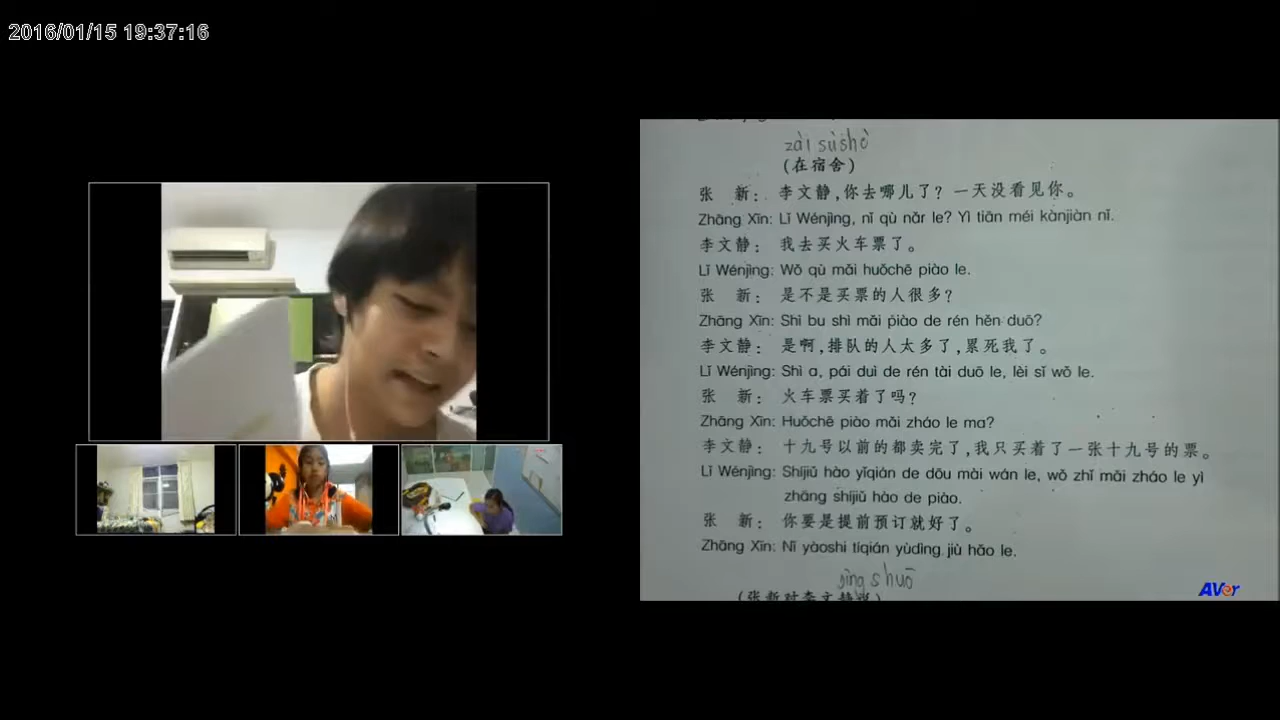 2016/01/15 19:37:16
zài sùshè
(在宿舍)
张 新： 李文静，你去哪儿了？一天没看见你。
Zhāng Xīn: Lǐ Wénjìng, nǐ qù nǎr le? Yì tiān méi kànjiàn nǐ.
李文静： 我去买火车票了。
Lǐ Wénjìng: Wǒ qù mǎi huǒchē piào le.
张 新： 是不是买票的人很多？
Zhāng Xīn: Shì bu shì mǎi piào de rén hěn duō?
李文静： 是啊，排队的人太多了，累死我了。
Lǐ Wénjìng: Shì a, pái duì de rén tài duō le, lèi sǐ wǒ le.
张 新： 火车票买着了吗？
Zhāng Xīn: Huǒchē piào mǎi zháo le ma?
李文静： 十九号以前的都卖完了，我只买着了一张十九号的票。
Lǐ Wénjìng: Shíjiǔ hào yǐqián de dōu mài wán le, wǒ zhǐ mǎi zháo le yì
zhāng shíjiǔ hào de piào.
张 新： 你要是提前预订就好了。
Zhāng Xīn: Nǐ yàoshi tíqián yùdìng jiù hǎo le.
jìng shuō
(张新对李文静说)
AVer